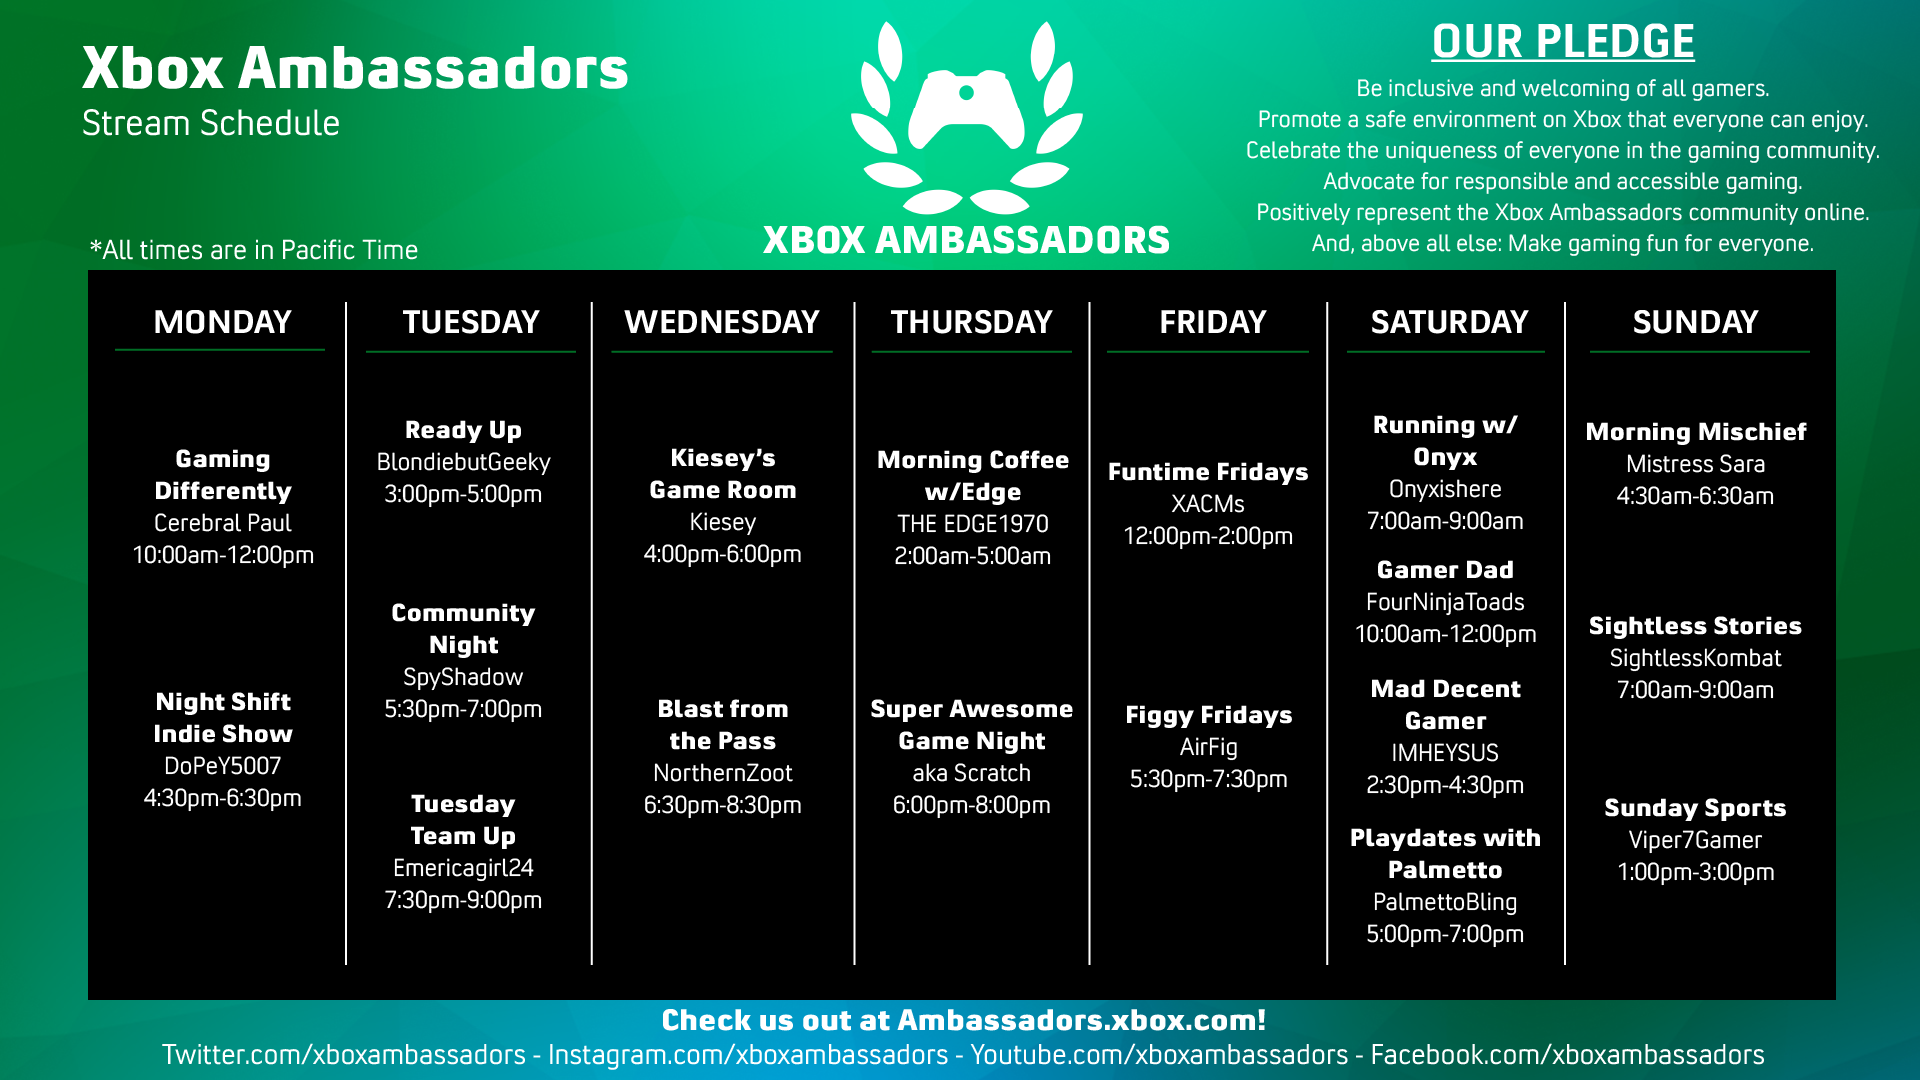 Xbox Ambassadors
Stream Schedule
*All times are in Pacific Time
XBOX AMBASSADORS
OUR PLEDGE
Be inclusive and welcoming of all gamers.
Promote a safe environment on Xbox that everyone can enjoy.
Celebrate the uniqueness of everyone in the gaming community.
Advocate for responsible and accessible gaming.
Positively represent the Xbox Ambassadors community online.
And, above all else: Make gaming fun for everyone.
MONDAY
Gaming
Differently
Cerebral Paul
10:00am-12:00pm
Night Shift
Indie Show
DoPeY5007
4:30pm-6:30pm
TUESDAY
Ready Up
BlondiebutGeeky
3:00pm-5:00pm
Community
Night
SpyShadow
5:30pm-7:00pm
Tuesday
Team Up
Emericagirl24
7:30pm-9:00pm
WEDNESDAY
Kiesey's
Game Room
Kiesey
4:00pm-6:00pm
Blast from
the Pass
NorthernZoot
6:30pm-8:30pm
THURSDAY
Morning Coffee
w/Edge
THE EDGE1970
2:00am-5:00am
Super Awesome
Game Night
aka Scratch
6:00pm-8:00pm
FRIDAY
Funtime Fridays
XACMs
12:00pm-2:00pm
Figgy Fridays
AirFig
5:30pm-7:30pm
SATURDAY
Running w/
Onyx
Onyxishere
7:00am-9:00am
Gamer Dad
FourNinjaToads
10:00am-12:00pm
Mad Decent
Gamer
IMHEYSUS
2:30pm-4:30pm
Playdates with
Palmetto
PalmettoBling
5:00pm-7:00pm
SUNDAY
Morning Mischief
Mistress Sara
4:30am-6:30am
Sightless Stories
SightlessKombat
7:00am-9:00am
Sunday Sports
Viper7Gamer
1:00pm-3:00pm
Check us out at Ambassadors.xbox.com!
Twitter.com/xboxambassadors - Instagram.com/xboxambassadors - Youtube.com/xboxambassadors - Facebook.com/xboxambassadors